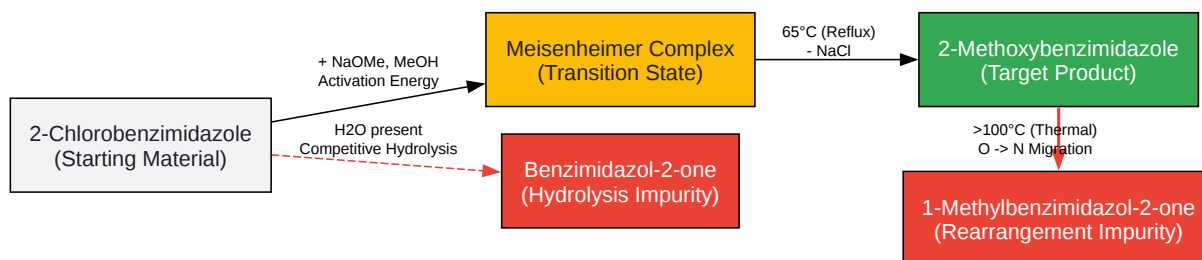 2-Chlorobenzimidazole
(Starting Material)
+ NaOMe, MeOH
Activation Energy
H2O present
Competitive Hydrolysis
Meisenheimer Complex
(Transition State)
Benzimidazol-2-one
(Hydrolysis Impurity)
65°C (Reflux)
- NaCl
2-Methoxybenzimidazole
(Target Product)
>100°C (Thermal)
O -> N Migration
1-Methylbenzimidazol-2-one
(Rearrangement Impurity)